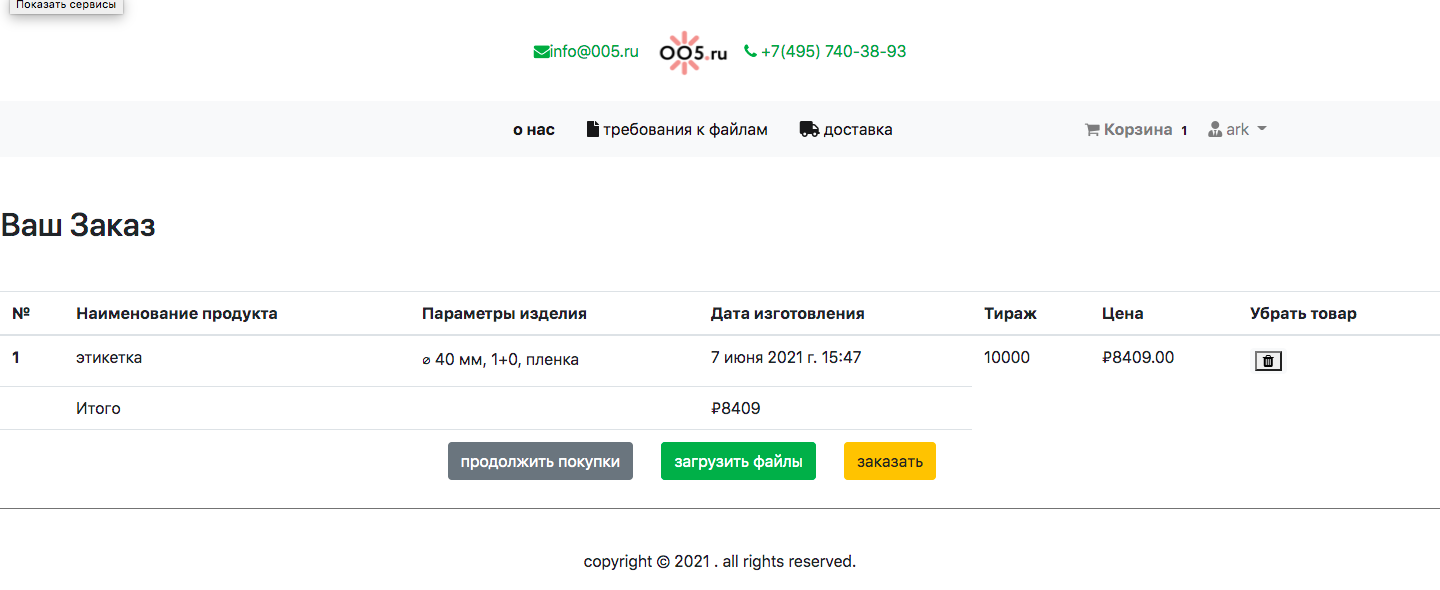 Показать сервисы
info@005.ru 005.ru +7(495) 740-38-93
о нас требования к файлам доставка Корзина 1 ark
Ваш Заказ
№ Наименование продукта Параметры изделия Дата изготовления Тираж Цена Убрать товар
1 этикетка ⌀ 40 мм, 1+0, пленка 7 июня 2021 г. 15:47 10000 ₽8409.00
Итого ₽8409
продолжить покупки загрузить файлы заказать
copyright © 2021 . all rights reserved.